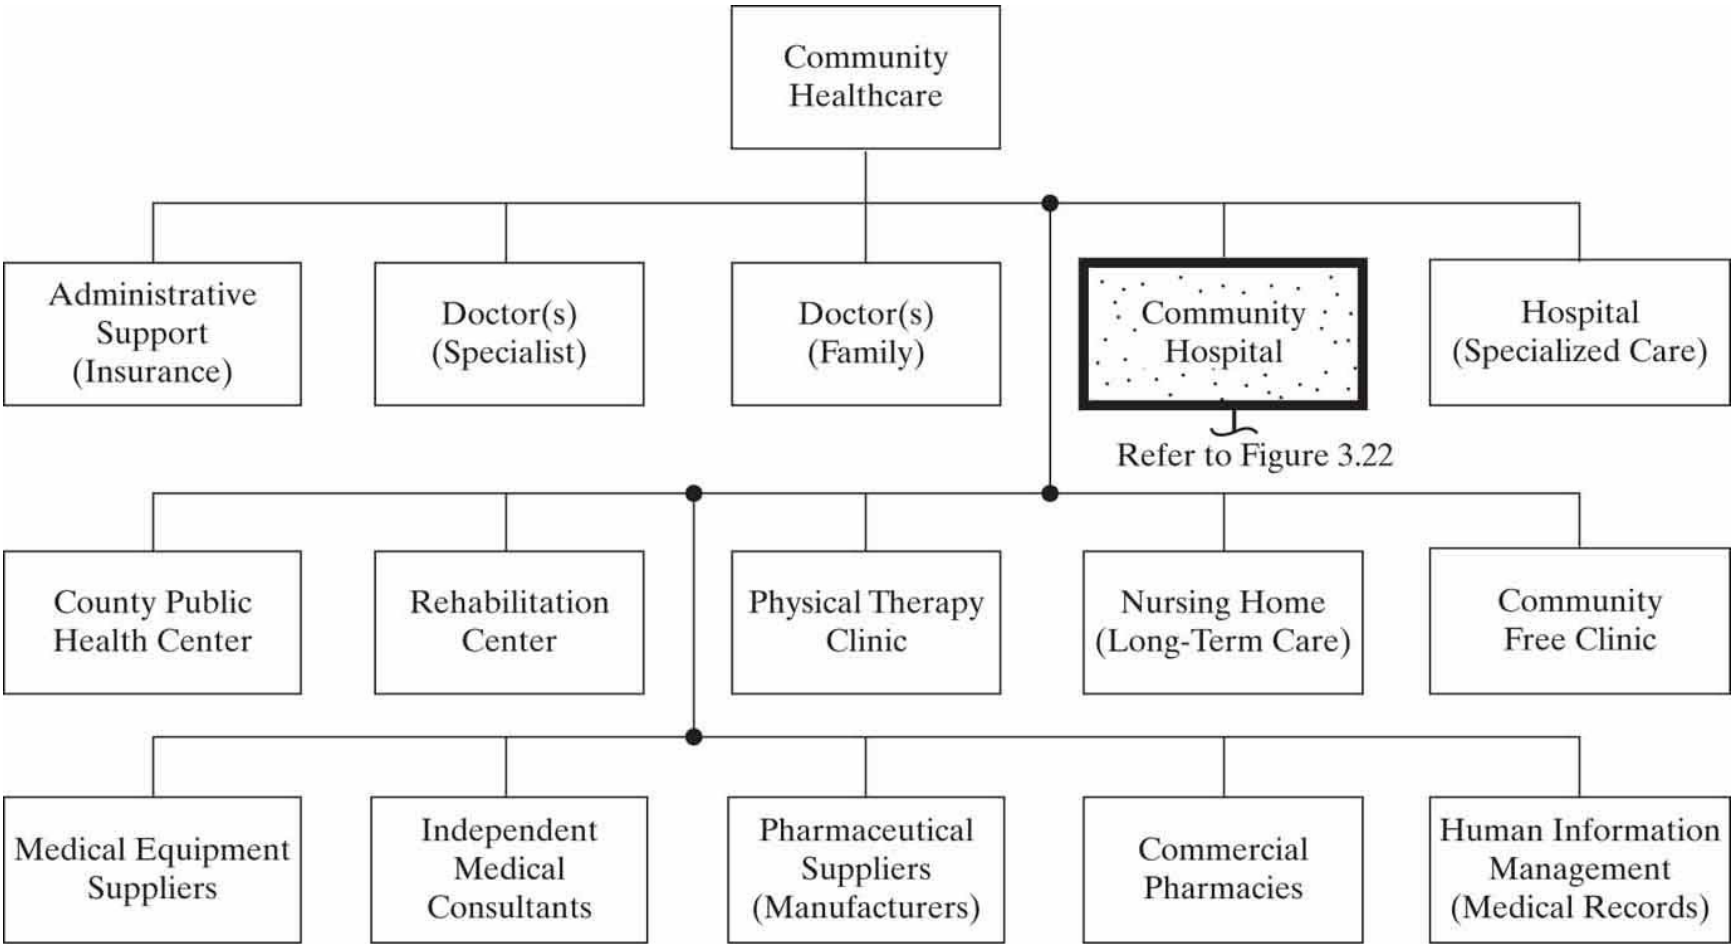 Community
Healthcare
Administrative
Support
(Insurance)
Doctor(s)
(Specialist)
Doctor(s)
(Family)
Community
Hospital
Hospital
(Specialized Care)
Refer to Figure 3.22
County Public
Health Center
Rehabilitation
Center
Physical Therapy
Clinic
Nursing Home
(Long-Term Care)
Community
Free Clinic
Medical Equipment
Suppliers
Independent
Medical
Consultants
Pharmaceutical
Suppliers
(Manufacturers)
Commercial
Pharmacies
Human Information
Management
(Medical Records)